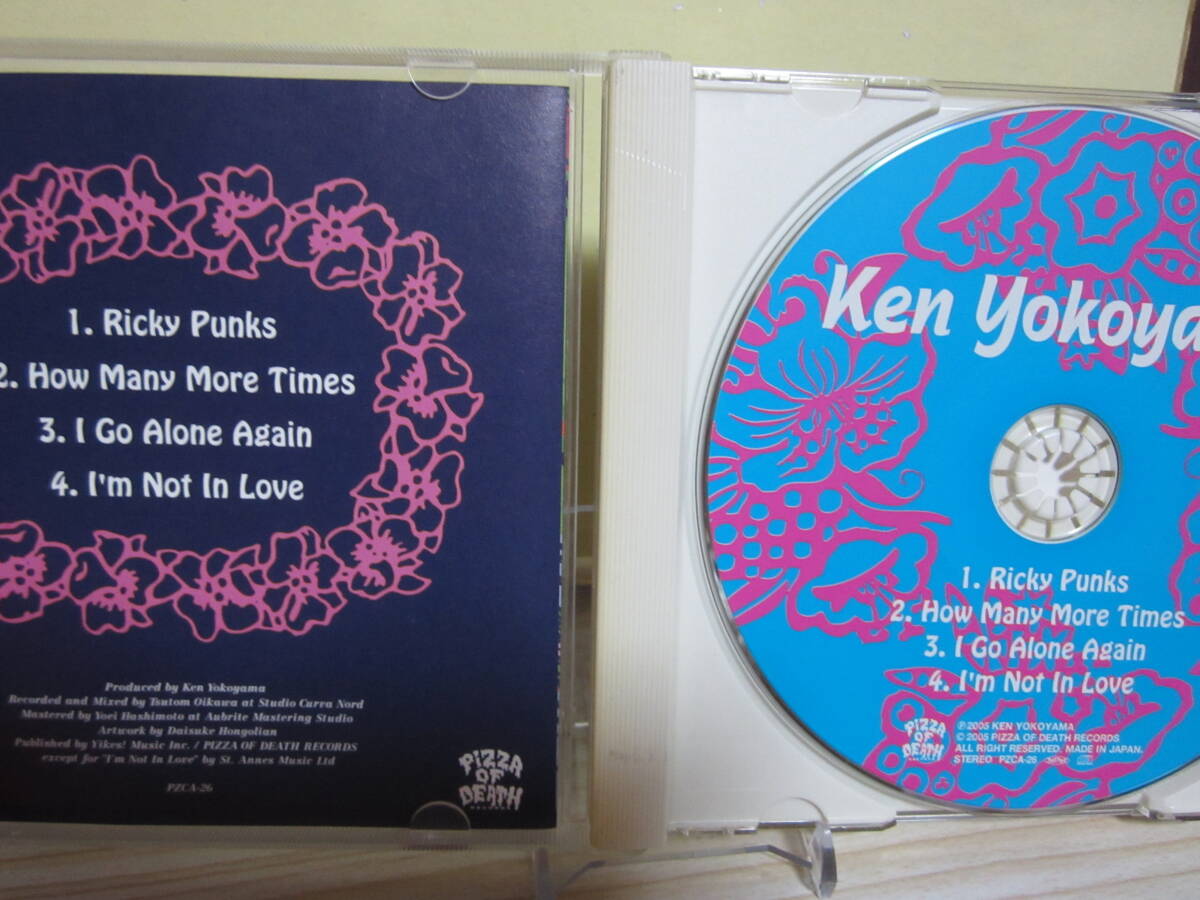 1. Ricky Punks
2. How Many More Times
3. I Go Alone Again
4. I'm Not In Love
Produced by Ken Yokoyama
Recorded and Mixed by Tsutom Oikawa at Studio Curva Nord
Mastered by Yoei Hashimoto at Aubrite Mastering Studio
Artwork by Daisuke Hongolian
Published by Yikes! Music Inc. / PIZZA OF DEATH RECORDS
except for "I'm Not In Love" by St. Annes Music Ltd
PZCA-26
PIZZA
OF
DEATH
RECORDS
Ken Yokoya
1. Ricky Punks
2. How Many More Times
3. I Go Alone Again
4. I'm Not In Love
PIZZA
OF
DEATH
℗2005 KEN YOKOYAMA
© 2005 PIZZA OF DEATH RECORDS
ALL RIGHT RESERVED. MADE IN JAPAN.
STEREO PZCA-26